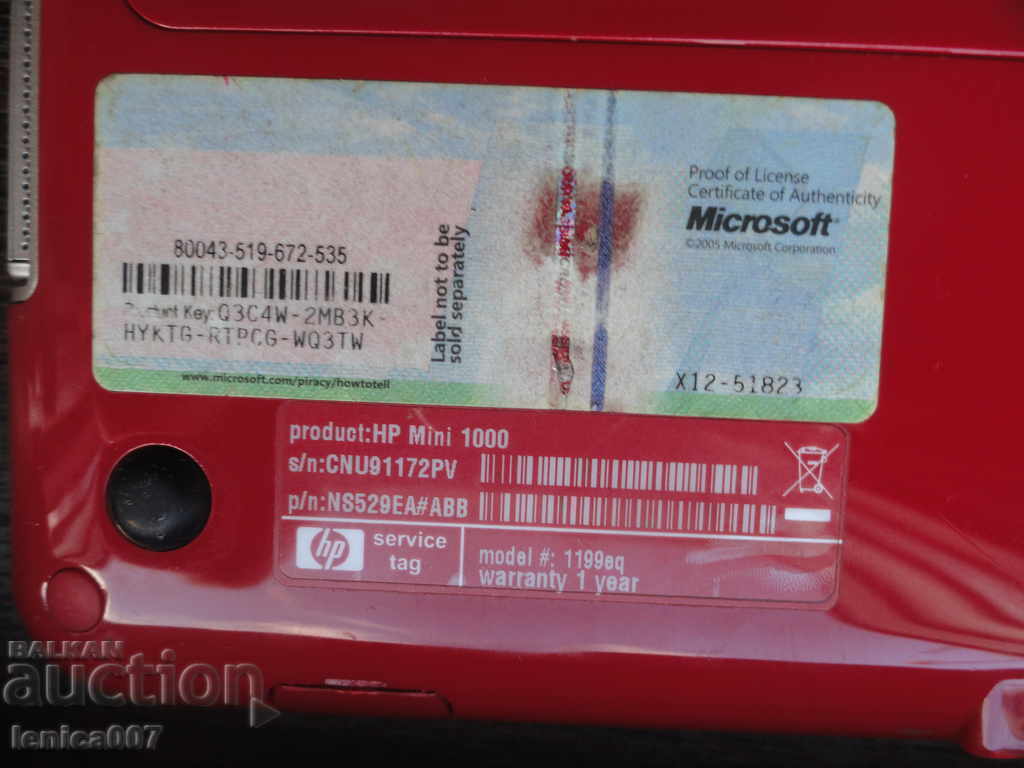 80043-519-672-535
Product Key: Q3C4W-2MB3K-
HYKTG-RTPCG-WQ3TW
www.microsoft.com/piracy/howtotell
Label not to be
sold separately
Proof of License
Certificate of Authenticity
Microsoft®
©2005 Microsoft Corporation
X12-51823
product:HP Mini 1000
s/n:CNU91172PV
p/n:NS529EA#ABB
hp
service
tag
model #: 1199eq
warranty 1 year
BALKAN
auction
lenica007